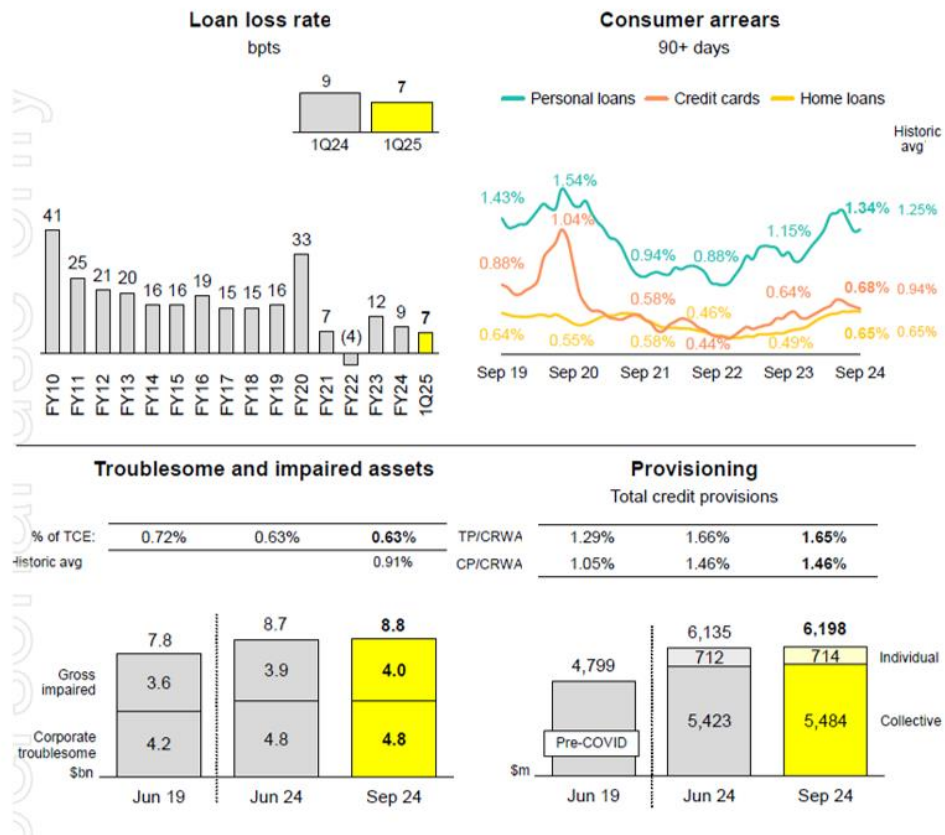 Loan loss rate
bpts
9
7
1Q24
1Q25
41
25
21
20
16
16
19
15
15
16
33
7
(4)
12
9
7
FY10
FY11
FY12
FY13
FY14
FY15
FY16
FY17
FY18
FY19
FY20
FY21
FY22
FY23
FY24
1Q25
Consumer arrears
90+ days
Personal loans Credit cards Home loans
Historic
avg
1.43%
1.54%
1.04%
0.94%
0.88%
1.15%
1.34% 1.25%
0.88%
0.58%
0.46%
0.64%
0.68% 0.94%
0.64%
0.55%
0.58%
0.44%
0.49%
0.65% 0.65%
Sep 19 Sep 20 Sep 21 Sep 22 Sep 23 Sep 24
Troublesome and impaired assets
% of TCE: 0.72% 0.63% 0.63%
Historic avg 0.91%
7.8
8.7
8.8
Gross
impaired
3.6
3.9
4.0
Corporate
troublesome
4.2
4.8
4.8
$bn
Jun 19 Jun 24 Sep 24
Provisioning
Total credit provisions
TP/CRWA 1.29% 1.66% 1.65%
CP/CRWA 1.05% 1.46% 1.46%
4,799
6,135
6,198
712
714
Individual
5,423
5,484
Collective
Pre-COVID
$m
Jun 19 Jun 24 Sep 24